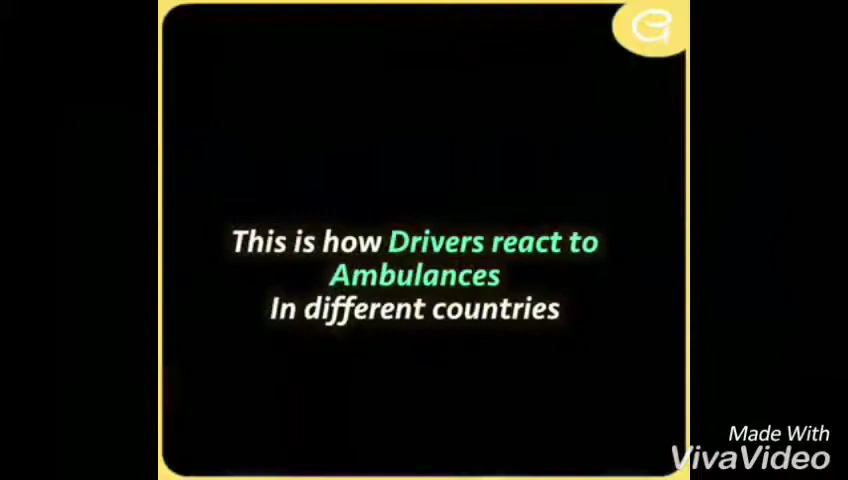 This is how Drivers react to
Ambulances
In different countries
Made With
VivaVideo